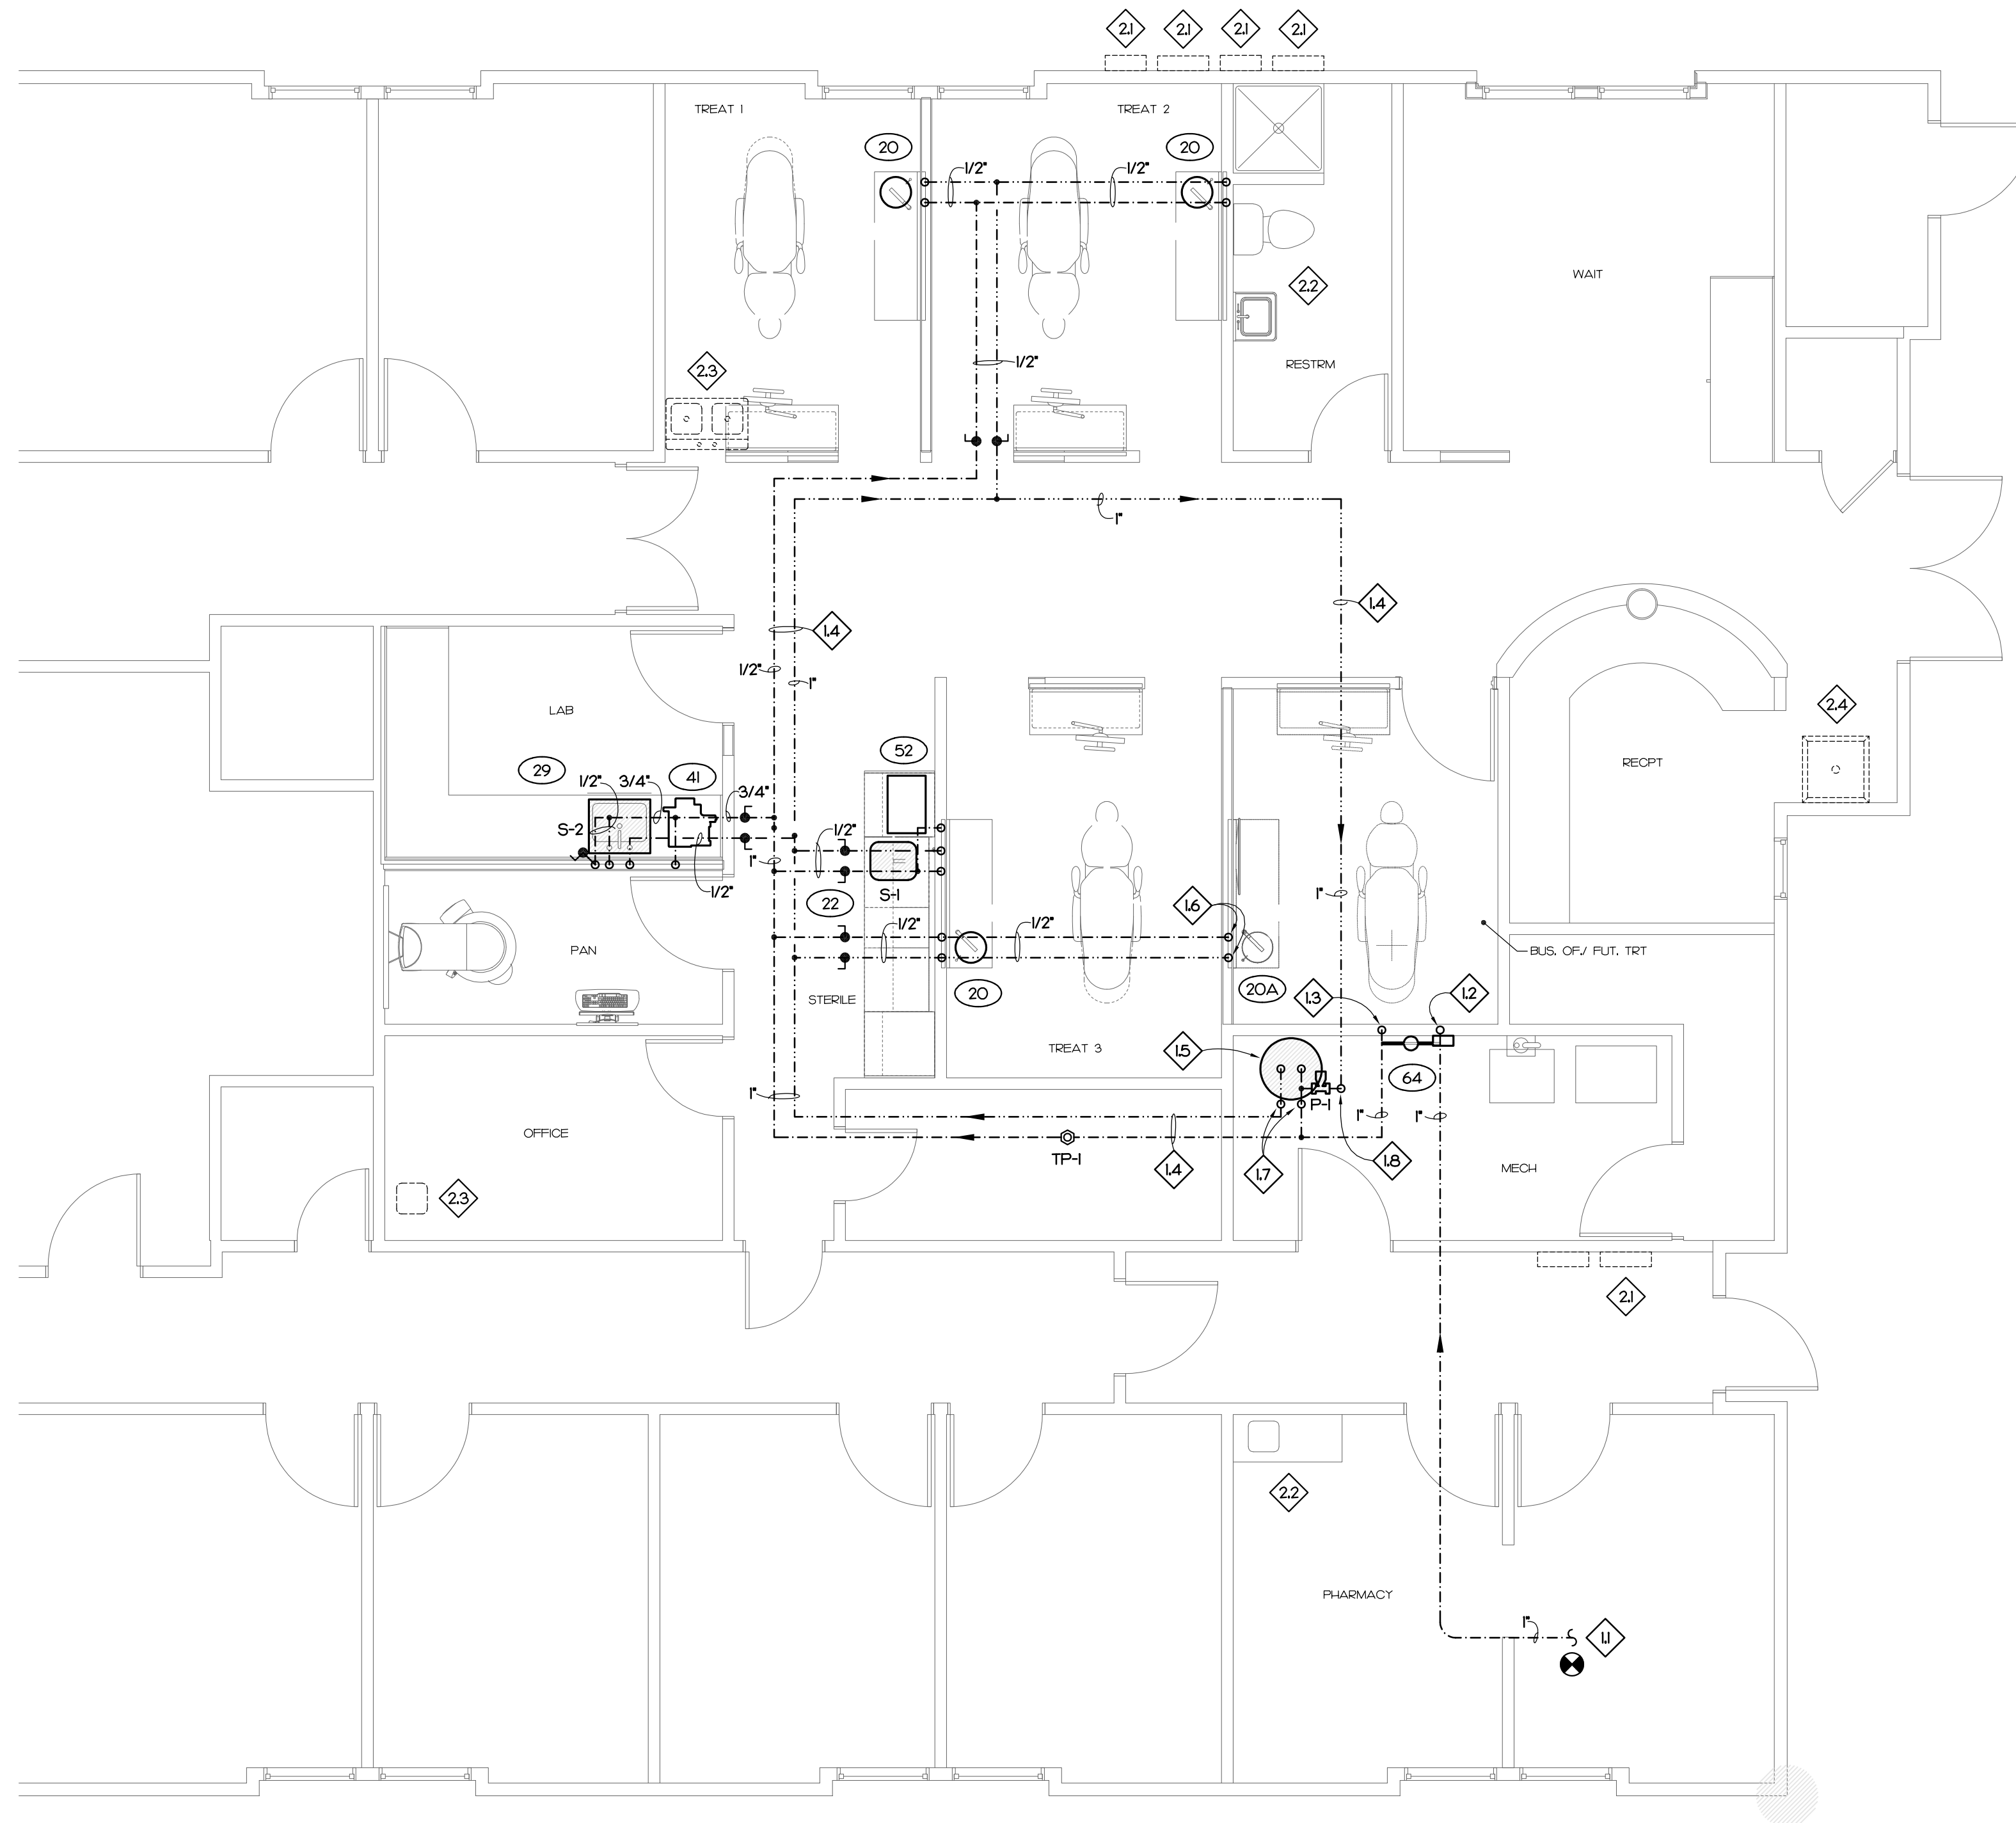 2.1
2.1
2.1
2.1
TREAT 1
TREAT 2
20
20
1/2"
1/2"
WAIT
2.2
1/2"
RESTRM
2.3
1"
1.4
1.4
1/2"
1"
2.4
LAB
52
RECPT
29
1/2"
3/4"
41
3/4"
S-2
1/2"
1"
1/2"
S-1
22
1.6
1"
1/2"
1/2"
PAN
BUS. OF./ FUT. TRT
20
20A
1.3
1.2
STERILE
TREAT 3
1.5
64
1"
P-1
1"
1"
OFFICE
TP-1
1.4
1.7
1.8
MECH
2.3
2.1
2.2
PHARMACY
1"
1.1